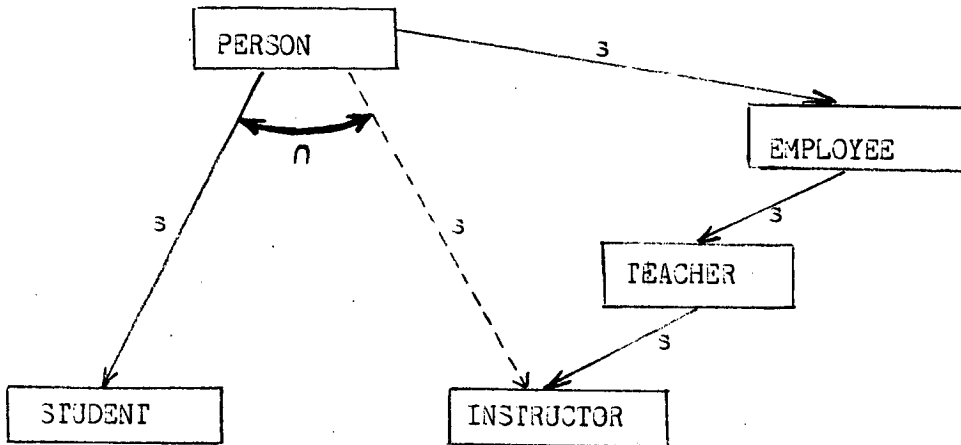 PERSON
s
EMPLOYEE
∩
s
s
s
TEACHER
s
STUDENT
INSTRUCTOR